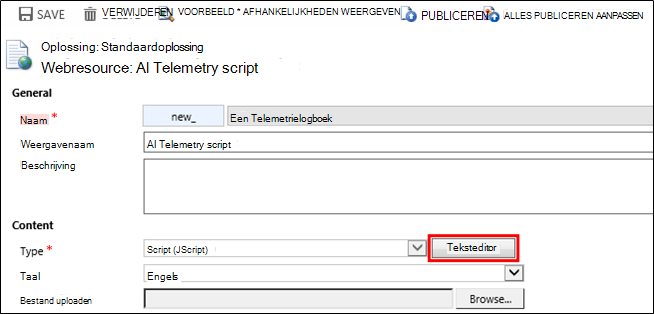 SAVE VERWIJDEREN VOORBEELD * AFHANKELIJKHEDEN WEERGEVEN PUBLICEREN ALLES PUBLICEREN AANPASSEN
Oplossing: Standaardoplossing
Webresource: AI Telemetry script
General
Naam * new_ Een Telemetrielogboek
Weergavenaam AI Telemetry script
Beschrijving
Content
Type * Script (JScript) Teksteditor
Taal Engels
Bestand uploaden Browse...